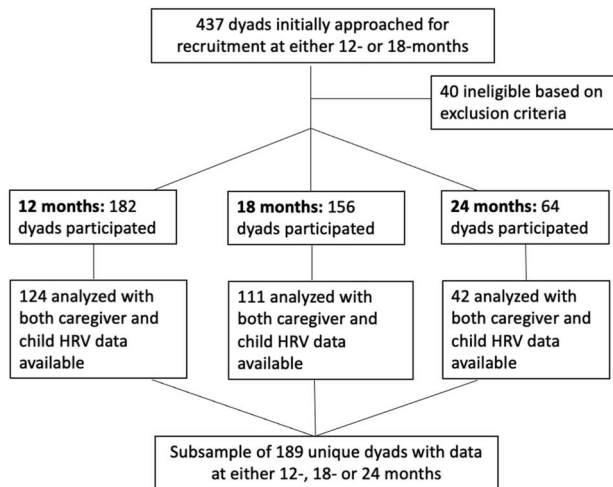 437 dyads initially approached for
recruitment at either 12- or 18-months
40 ineligible based on
exclusion criteria
12 months: 182
dyads participated
18 months: 156
dyads participated
24 months: 64
dyads participated
124 analyzed with
both caregiver and
child HRV data
available
111 analyzed with
both caregiver and
child HRV data
available
42 analyzed with
both caregiver and
child HRV data
available
Subsample of 189 unique dyads with data
at either 12-, 18- or 24 months